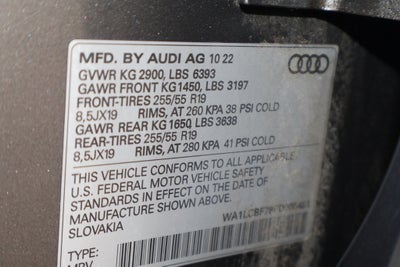 MFD. BY AUDI AG 10 22
GVWR KG 2900, LBS 6393
GAWR FRONT KG1450, LBS 3197
FRONT-TIRES 255/55 R19
8,5JX19 RIMS, AT 260 KPA 38 PSI COLD
GAWR REAR KG 1650, LBS 3638
REAR-TIRES 255/55 R19
8,5JX19 RIMS, AT 280 KPA 41 PSI COLD
THIS VEHICLE CONFORMS TO ALL APPLICABLE
U.S. FEDERAL MOTOR VEHICLE SAFETY
STANDARDS IN EFFECT ON DATE OF
MANUFACTURE SHOWN ABOVE.
SLOVAKIA
TYPE:
MPV